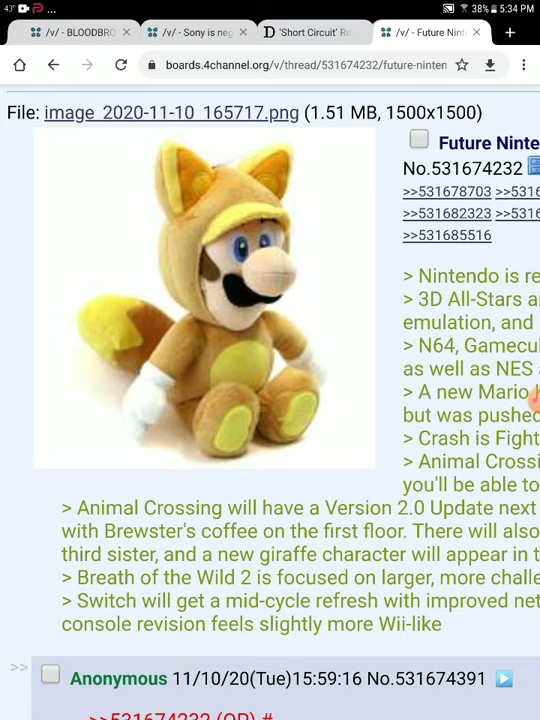 43° ... 38% 5:34 PM
/v/ - BLOODBRO × /v/ - Sony is neg × D 'Short Circuit' Re × /v/ - Future Nint × +
boards.4channel.org/v/thread/531674232/future-ninten
File: image_2020-11-10_165717.png (1.51 MB, 1500x1500)
Future Ninte
No.531674232
>>531678703 >>5316
>>531682323 >>5316
>>531685516
> Nintendo is re
> 3D All-Stars a
emulation, and
> N64, Gamecu
as well as NES
> A new Mario
but was pushed
> Crash is Fight
> Animal Crossi
you'll be able to
> Animal Crossing will have a Version 2.0 Update next
with Brewster's coffee on the first floor. There will also
third sister, and a new giraffe character will appear in t
> Breath of the Wild 2 is focused on larger, more challe
> Switch will get a mid-cycle refresh with improved net
console revision feels slightly more Wii-like
>> Anonymous 11/10/20(Tue)15:59:16 No.531674391
>>531674232 (OP) #